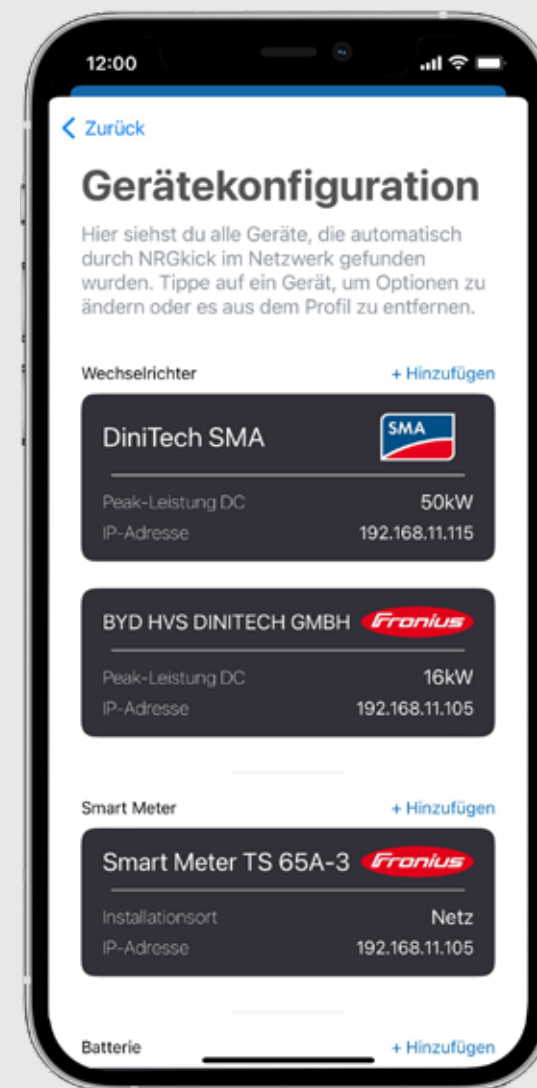 12:00
Zurück
Gerätekonfiguration
Hier siehst du alle Geräte, die automatisch
durch NRGkick im Netzwerk gefunden
wurden. Tippe auf ein Gerät, um Optionen zu
ändern oder es aus dem Profil zu entfernen.
Wechselrichter + Hinzufügen
DiniTech SMA SMA
Peak-Leistung DC 50kW
IP-Adresse 192.168.11.115
BYD HVS DINITECH GMBH Fronius
Peak-Leistung DC 16kW
IP-Adresse 192.168.11.105
Smart Meter + Hinzufügen
Smart Meter TS 65A-3 Fronius
Installationsort Netz
IP-Adresse 192.168.11.105
Batterie + Hinzufügen